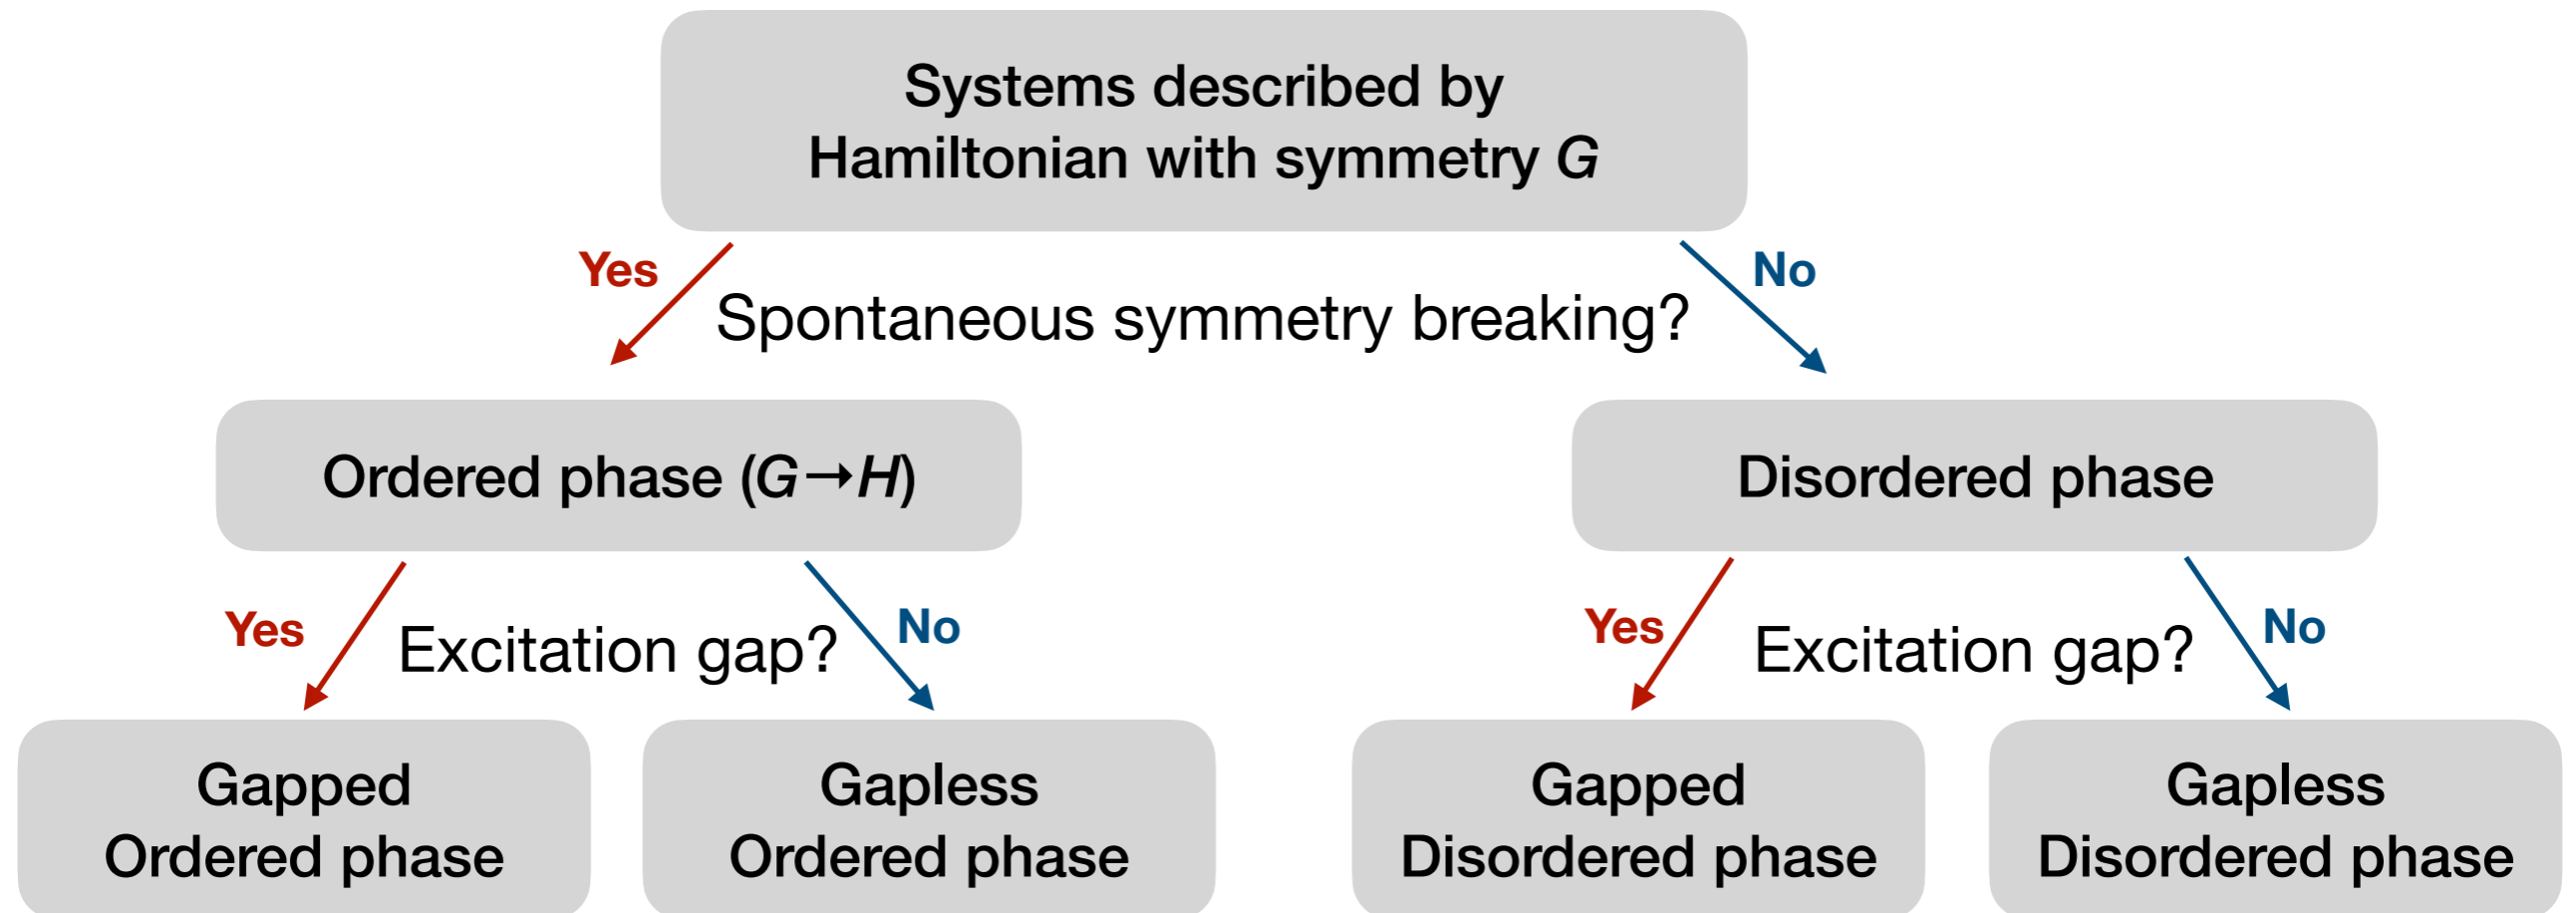 Systems described by
Hamiltonian with symmetry G
Yes
No
Spontaneous symmetry breaking?
Ordered phase (G→H)
Disordered phase
Yes
Excitation gap?
No
Yes
Excitation gap?
No
Gapped
Ordered phase
Gapless
Ordered phase
Gapped
Disordered phase
Gapless
Disordered phase